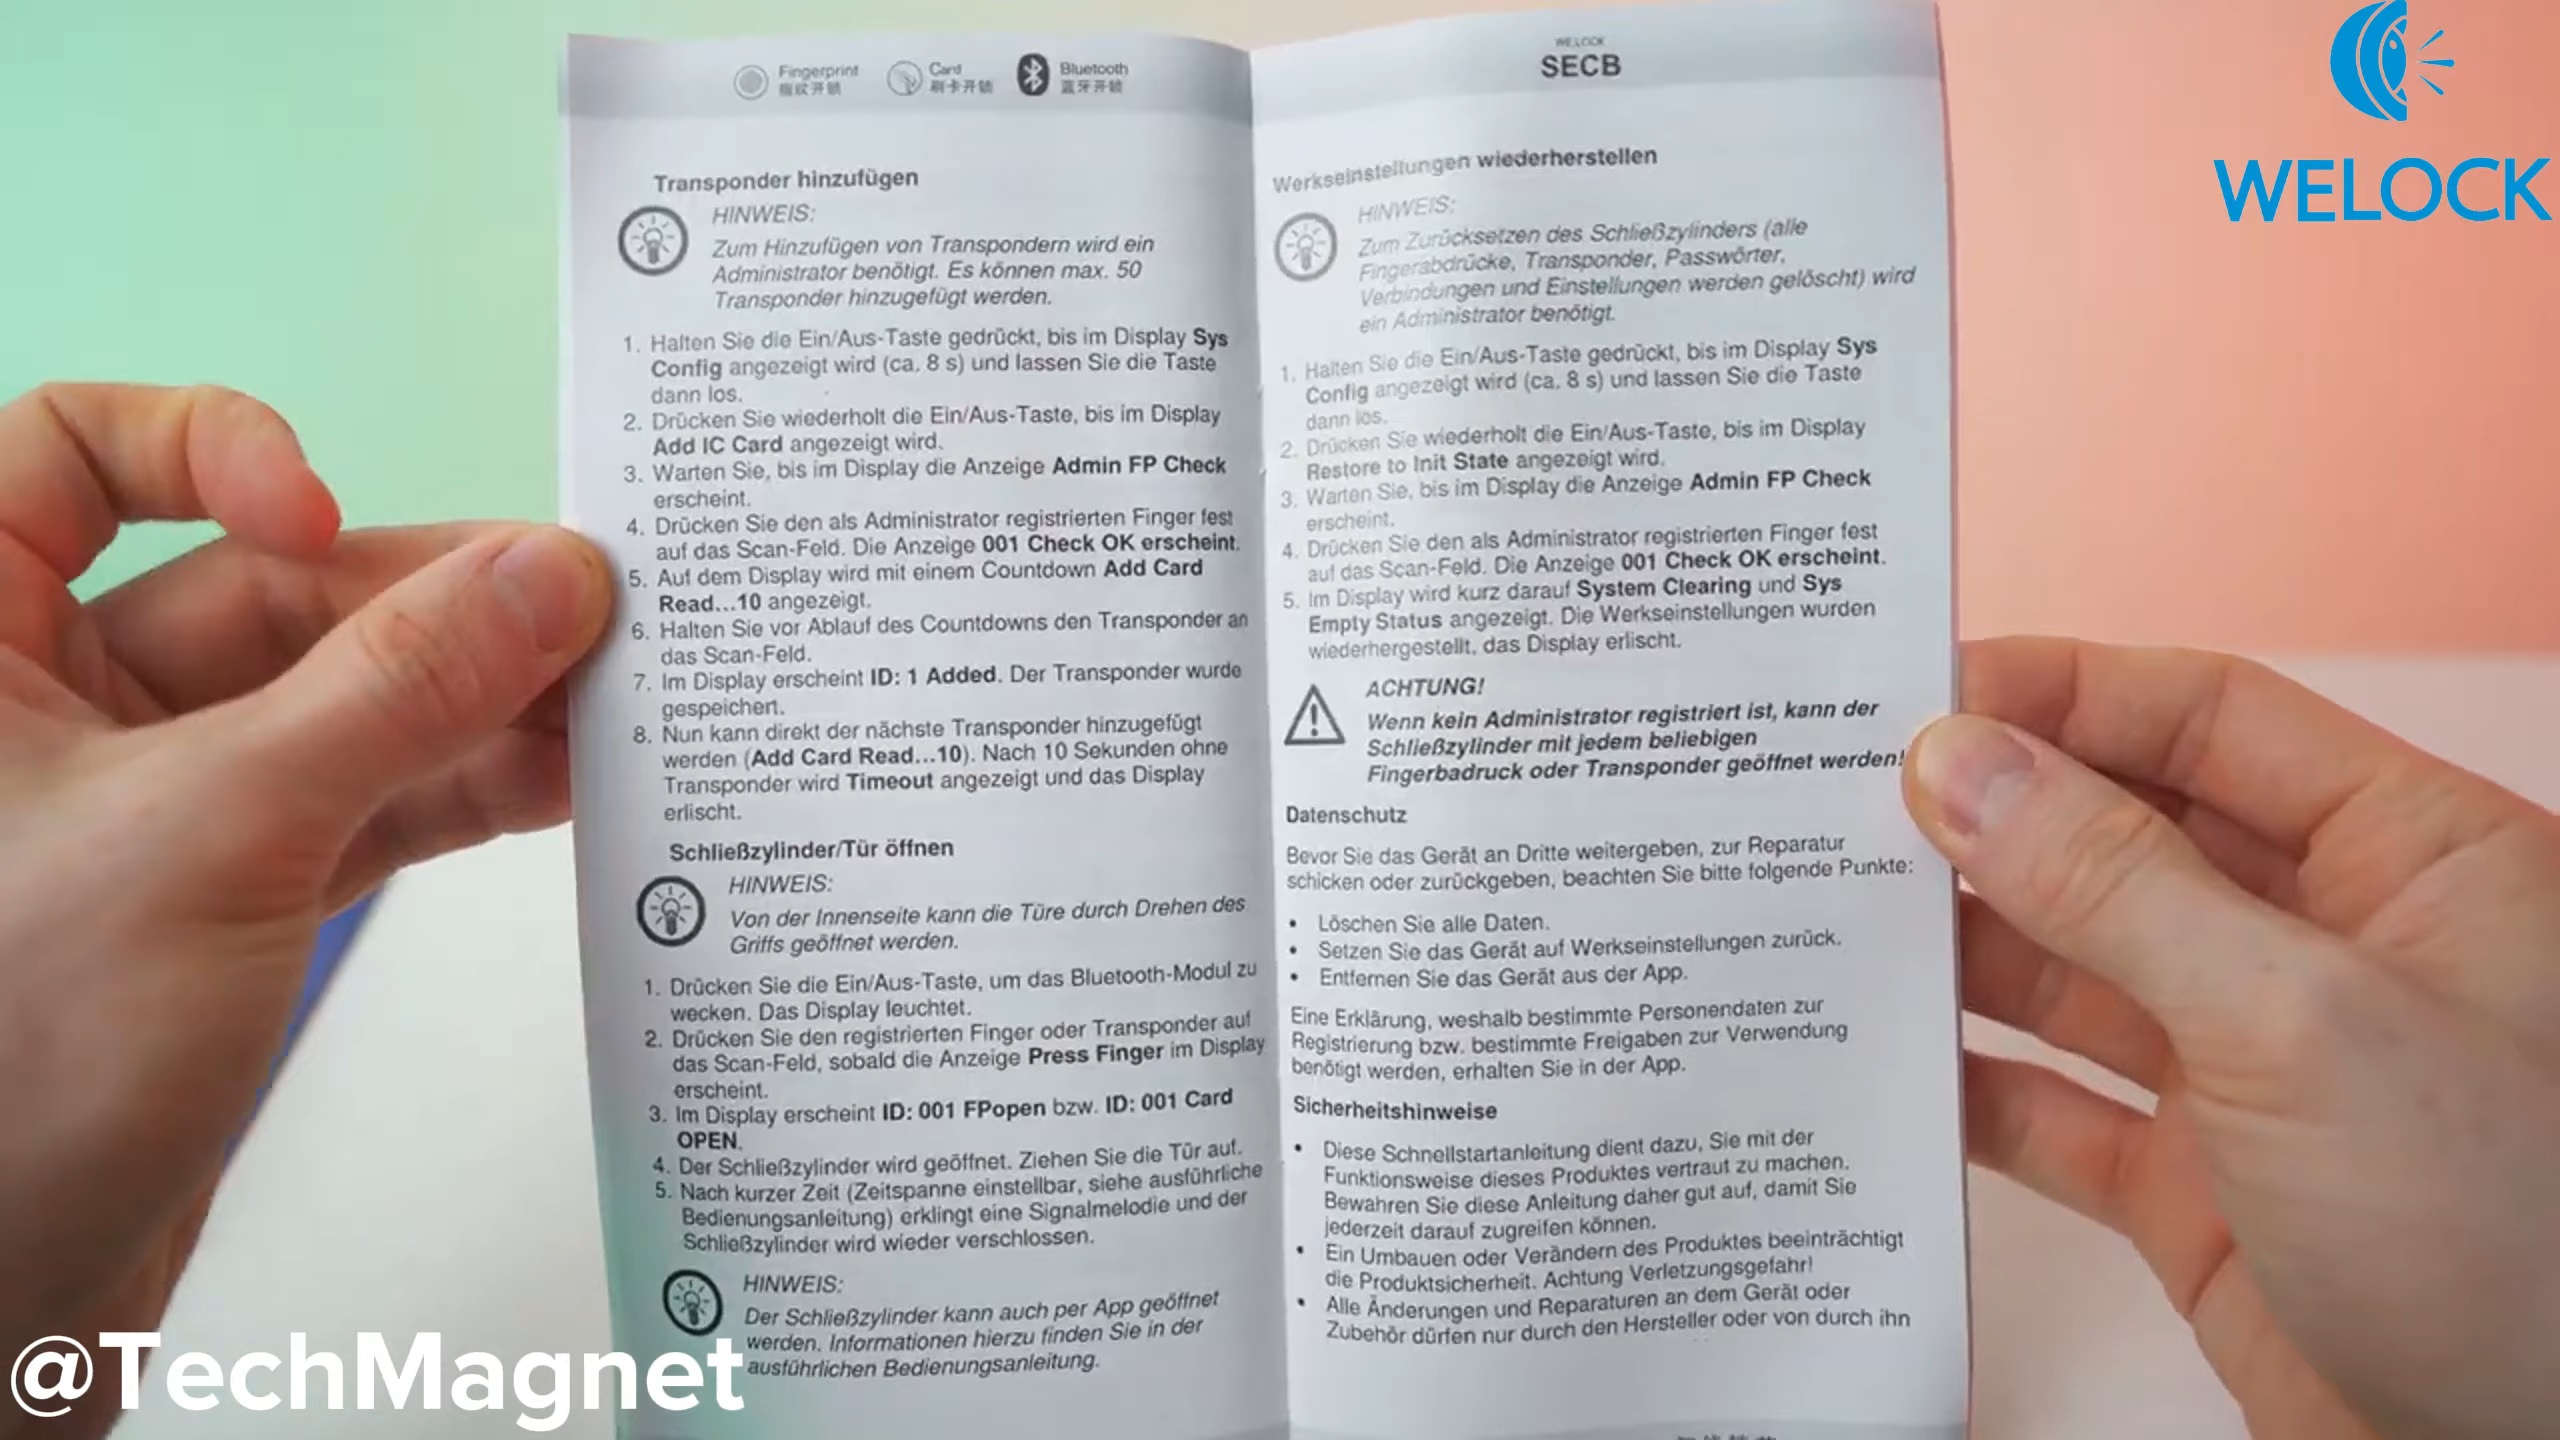 Fingerprint
指纹开锁
Card
刷卡开锁
Bluetooth
蓝牙开锁
Transponder hinzufügen
HINWEIS:
Zum Hinzufügen von Transpondern wird ein
Administrator benötigt. Es können max. 50
Transponder hinzugefügt werden.
1. Halten Sie die Ein/Aus-Taste gedrückt, bis im Display Sys
Config angezeigt wird (ca. 8 s) und lassen Sie die Taste
dann los.
2. Drücken Sie wiederholt die Ein/Aus-Taste, bis im Display
Add IC Card angezeigt wird.
3. Warten Sie, bis im Display die Anzeige Admin FP Check
erscheint.
4. Drücken Sie den als Administrator registrierten Finger fest
auf das Scan-Feld. Die Anzeige 001 Check OK erscheint.
5. Auf dem Display wird mit einem Countdown Add Card
Read...10 angezeigt.
6. Halten Sie vor Ablauf des Countdowns den Transponder an
das Scan-Feld.
7. Im Display erscheint ID: 1 Added. Der Transponder wurde
gespeichert.
8. Nun kann direkt der nächste Transponder hinzugefügt
werden (Add Card Read...10). Nach 10 Sekunden ohne
Transponder wird Timeout angezeigt und das Display
erlischt.
Schließzylinder/Tür öffnen
HINWEIS:
Von der Innenseite kann die Türe durch Drehen des
Griffs geöffnet werden.
1. Drücken Sie die Ein/Aus-Taste, um das Bluetooth-Modul zu
wecken. Das Display leuchtet.
2. Drücken Sie den registrierten Finger oder Transponder auf
das Scan-Feld, sobald die Anzeige Press Finger im Display
erscheint.
3. Im Display erscheint ID: 001 FPopen bzw. ID: 001 Card
OPEN.
4. Der Schließzylinder wird geöffnet. Ziehen Sie die Tür auf.
5. Nach kurzer Zeit (Zeitspanne einstellbar, siehe ausführliche
Bedienungsanleitung) erklingt eine Signalmelodie und der
Schließzylinder wird wieder verschlossen.
HINWEIS:
Der Schließzylinder kann auch per App geöffnet
werden. Informationen hierzu finden Sie in der
ausführlichen Bedienungsanleitung.
WELOCK
SECB
Werkseinstellungen wiederherstellen
HINWEIS:
Zum Zurücksetzen des Schließzylinders (alle
Fingerabdrücke, Transponder, Passwörter,
Verbindungen und Einstellungen werden gelöscht) wird
ein Administrator benötigt.
1. Halten Sie die Ein/Aus-Taste gedrückt, bis im Display Sys
Config angezeigt wird (ca. 8 s) und lassen Sie die Taste
dann los.
2. Drücken Sie wiederholt die Ein/Aus-Taste, bis im Display
Restore to Init State angezeigt wird.
3. Warten Sie, bis im Display die Anzeige Admin FP Check
erscheint.
4. Drücken Sie den als Administrator registrierten Finger fest
auf das Scan-Feld. Die Anzeige 001 Check OK erscheint.
5. Im Display wird kurz darauf System Clearing und Sys
Empty Status angezeigt. Die Werkseinstellungen wurden
wiederhergestellt, das Display erlischt.
ACHTUNG!
Wenn kein Administrator registriert ist, kann der
Schließzylinder mit jedem beliebigen
Fingerbadruck oder Transponder geöffnet werden!
Datenschutz
Bevor Sie das Gerät an Dritte weitergeben, zur Reparatur
schicken oder zurückgeben, beachten Sie bitte folgende Punkte:
• Löschen Sie alle Daten.
• Setzen Sie das Gerät auf Werkseinstellungen zurück.
• Entfernen Sie das Gerät aus der App.
Eine Erklärung, weshalb bestimmte Personendaten zur
Registrierung bzw. bestimmte Freigaben zur Verwendung
benötigt werden, erhalten Sie in der App.
Sicherheitshinweise
• Diese Schnellstartanleitung dient dazu, Sie mit der
Funktionsweise dieses Produktes vertraut zu machen.
Bewahren Sie diese Anleitung daher gut auf, damit Sie
jederzeit darauf zugreifen können.
• Ein Umbauen oder Verändern des Produktes beeinträchtigt
die Produktsicherheit. Achtung Verletzungsgefahr!
• Alle Änderungen und Reparaturen an dem Gerät oder
Zubehör dürfen nur durch den Hersteller oder von durch ihn
WELOCK
@TechMagnet